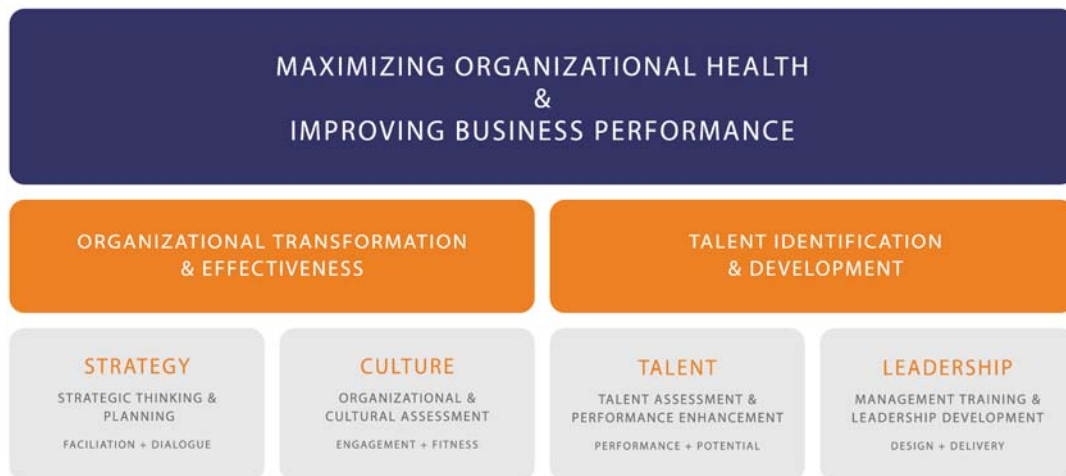 MAXIMIZING ORGANIZATIONAL HEALTH
&
IMPROVING BUSINESS PERFORMANCE
ORGANIZATIONAL TRANSFORMATION
& EFFECTIVENESS
TALENT IDENTIFICATION
& DEVELOPMENT
STRATEGY
STRATEGIC THINKING &
PLANNING
FACILIATION + DIALOGUE
CULTURE
ORGANIZATIONAL &
CULTURAL ASSESSMENT
ENGAGEMENT + FITNESS
TALENT
TALENT ASSESSMENT &
PERFORMANCE ENHANCEMENT
PERFORMANCE + POTENTIAL
LEADERSHIP
MANAGEMENT TRAINING &
LEADERSHIP DEVELOPMENT
DESIGN + DELIVERY